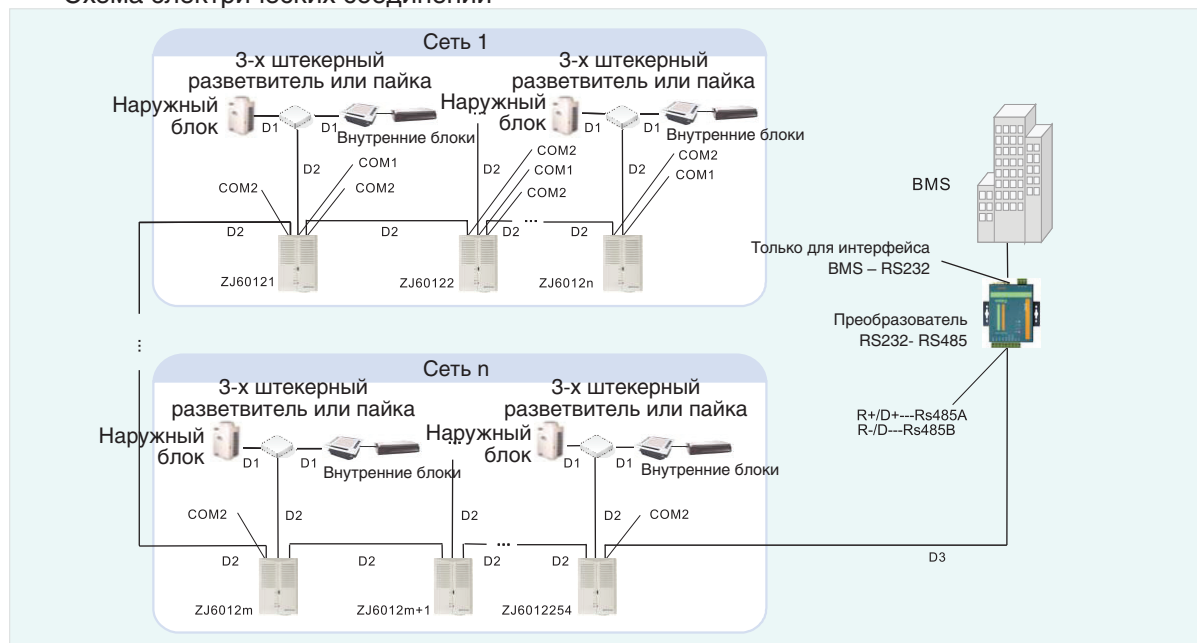 Схема электрических соединений
Сеть 1
3-х штекерный
разветвитель или пайка
3-х штекерный
разветвитель или пайка
Наружный
блок
D1
D1
Внутренние блоки
...
Наружный
блок
D1
D1
Внутренние блоки
D2
D2
D2
COM2
COM1
COM2
COM2
COM1
COM2
COM2
COM1
D2
D2
...
D2
D2
ZJ60121
ZJ60122
ZJ6012n
BMS
Только для интерфейса
BMS – RS232
Преобразователь
RS232- RS485
R+/D+---Rs485A
R-/D---Rs485B
...
Сеть n
3-х штекерный
разветвитель или пайка
3-х штекерный
разветвитель или пайка
Наружный
блок
D1
D1
Внутренние блоки
...
Наружный
блок
D1
D1
Внутренние блоки
COM2
D2
D2
D2
COM2
D2
D2
...
D2
D2
D3
ZJ6012m
ZJ6012m+1
ZJ6012254